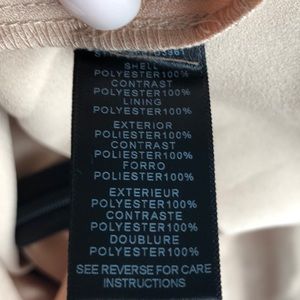 SHELL
POLYESTER100%
CONTRAST
POLYESTER100%
LINING
POLYESTER100%
EXTERIOR
POLIESTER100%
CONTRAST
POLIESTER100%
FORRO
POLIESTER100%
EXTERIEUR
POLYESTER100%
CONTRASTE
POLYESTER100%
DOUBLURE
POLYESTER100%
SEE REVERSE FOR CARE
INSTRUCTIONS